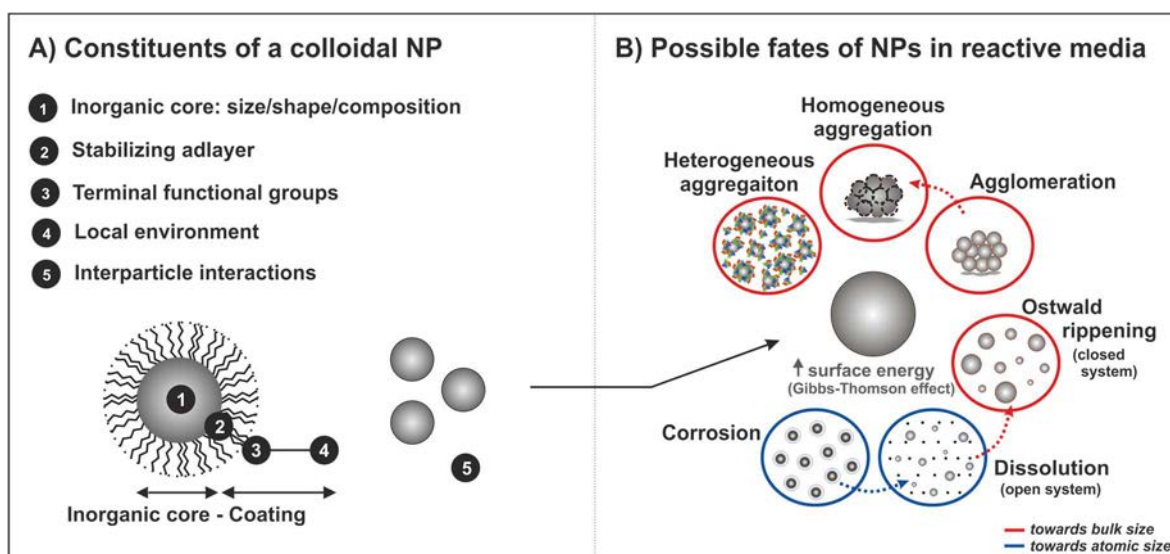 A) Constituents of a colloidal NP
1 Inorganic core: size/shape/composition
2 Stabilizing adlayer
3 Terminal functional groups
4 Local environment
5 Interparticle interactions
1
2
3
4
5
Inorganic core - Coating
B) Possible fates of NPs in reactive media
Homogeneous
aggregation
Heterogeneous
aggregaiton
Agglomeration
Ostwald
rippening
(closed
system)
↑ surface energy
(Gibbs-Thomson effect)
Corrosion
Dissolution
(open system)
towards bulk size
towards atomic size